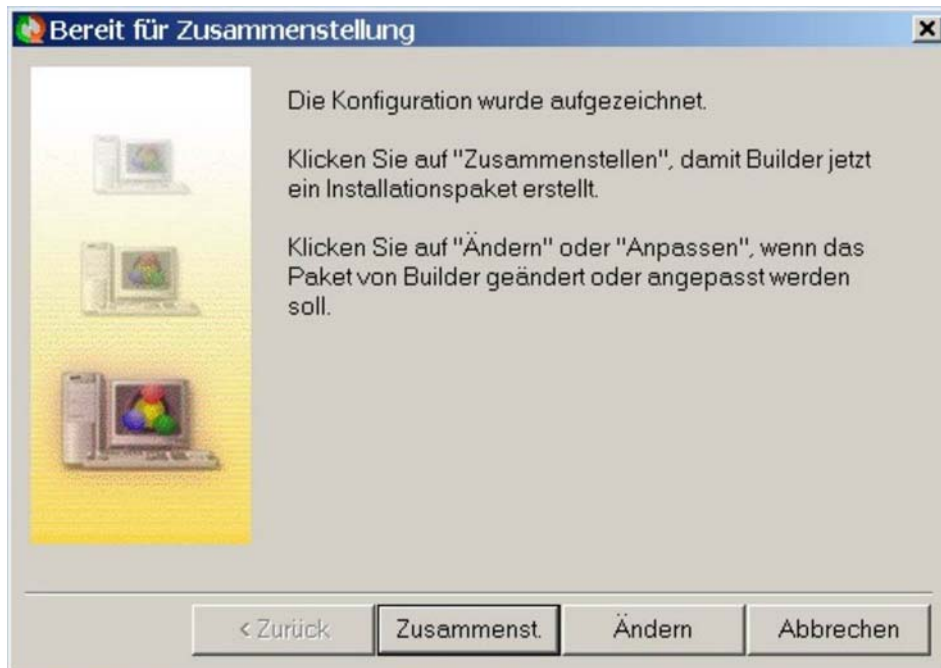 Bereit für Zusammenstellung
Die Konfiguration wurde aufgezeichnet.
Klicken Sie auf "Zusammenstellen", damit Builder jetzt
ein Installationspaket erstellt.
Klicken Sie auf "Ändern" oder "Anpassen", wenn das
Paket von Builder geändert oder angepasst werden
soll.
< Zurück
Zusammenst.
Ändern
Abbrechen